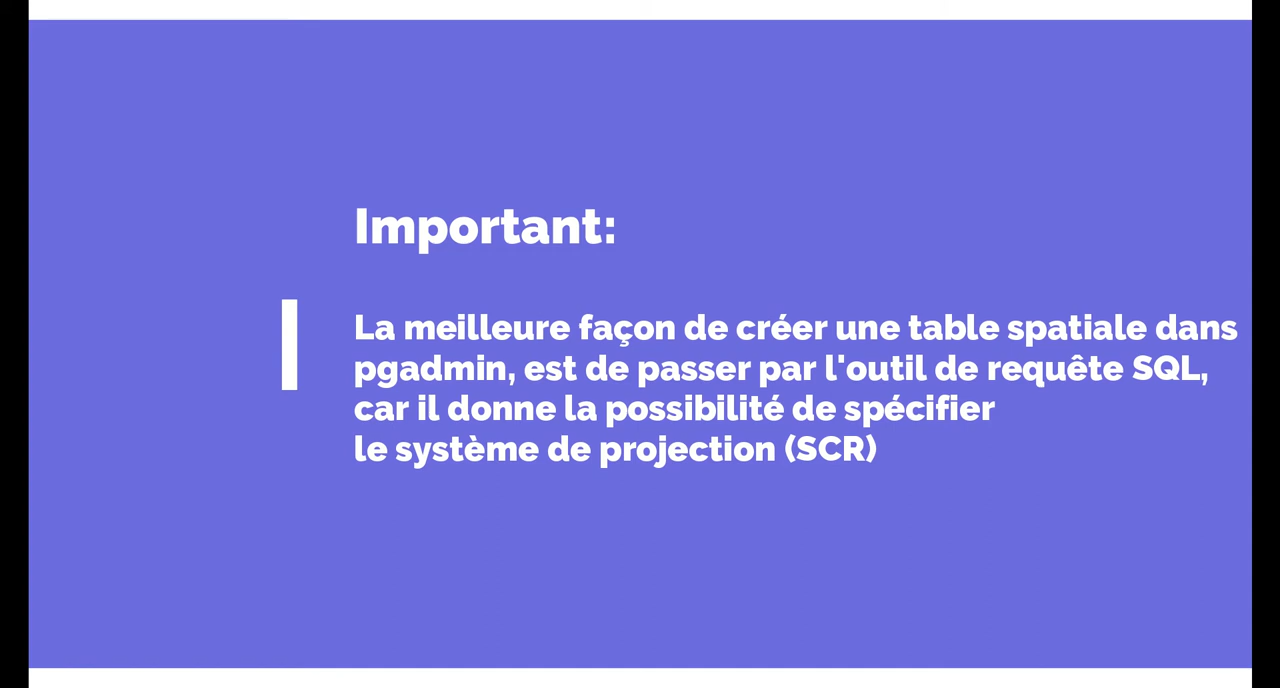 Important:
La meilleure façon de créer une table spatiale dans
pgadmin, est de passer par l'outil de requête SQL,
car il donne la possibilité de spécifier
le système de projection (SCR)